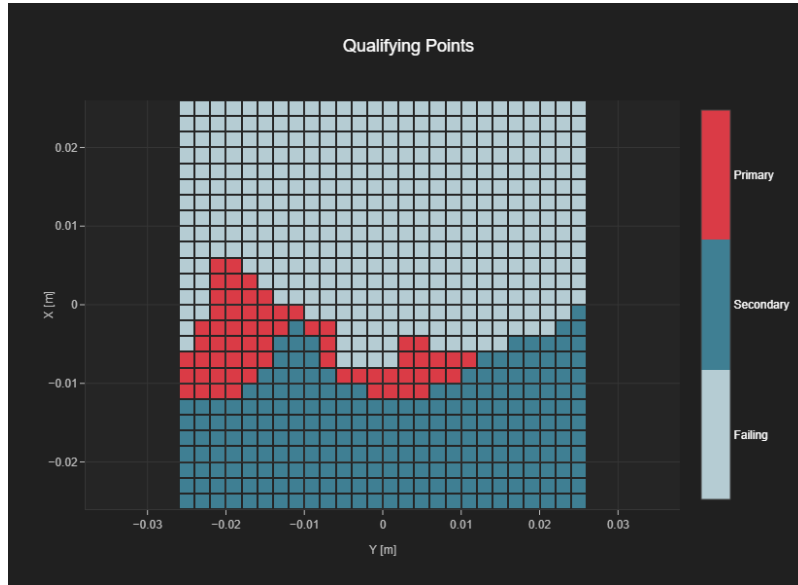 Qualifying Points
Primary
Secondary
Failing
X [m]
0.02
0.01
0
−0.01
−0.02
−0.03
−0.02
−0.01
0
0.01
0.02
0.03
Y [m]